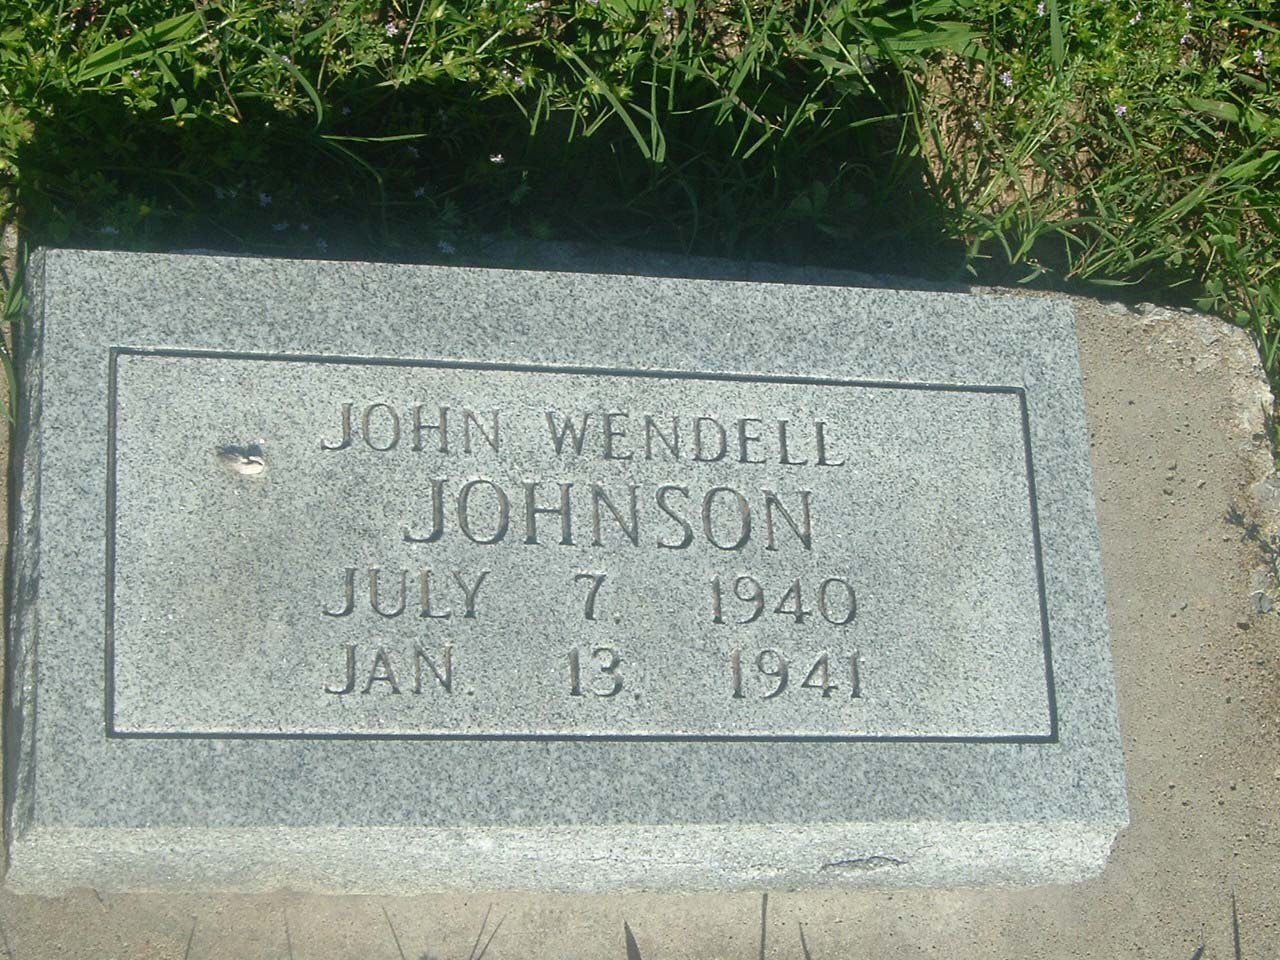 JOHN WENDELL
JOHNSON
JULY 7. 1940
JAN. 13. 1941